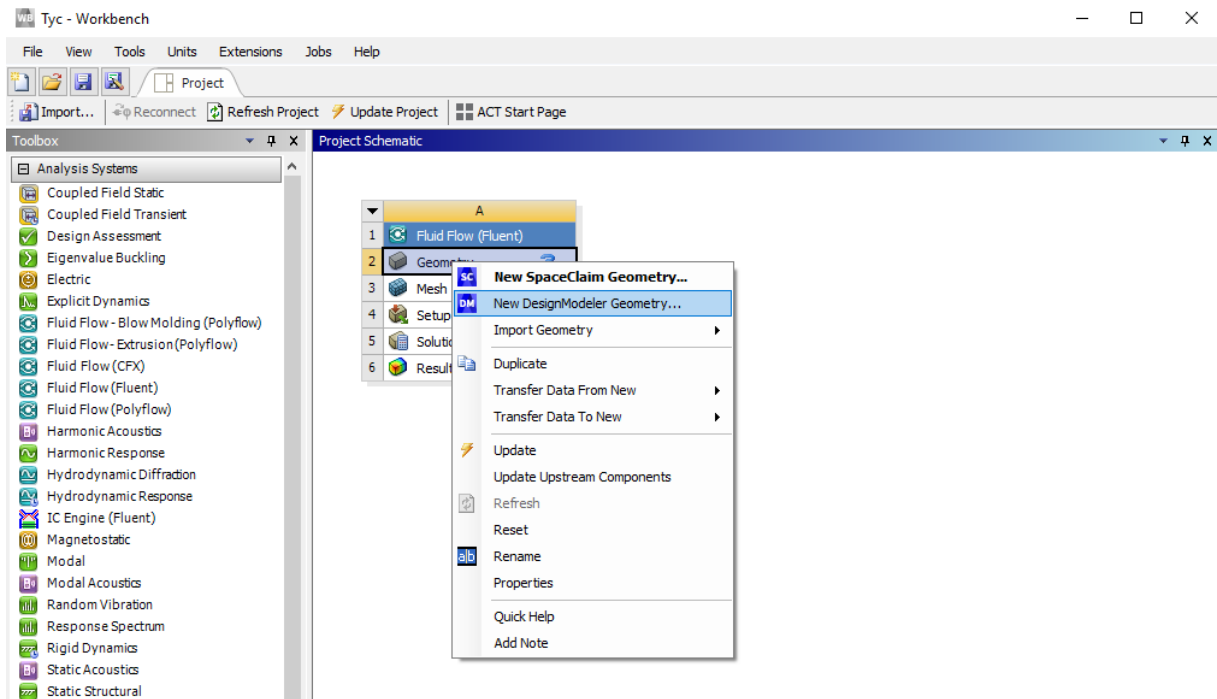 WB Tyc - Workbench
File View Tools Units Extensions Jobs Help
Project
Import... Reconnect Refresh Project Update Project ACT Start Page
Toolbox
Analysis Systems
Coupled Field Static
Coupled Field Transient
Design Assessment
Eigenvalue Buckling
Electric
Explicit Dynamics
Fluid Flow - Blow Molding (Polyflow)
Fluid Flow - Extrusion (Polyflow)
Fluid Flow (CFX)
Fluid Flow (Fluent)
Fluid Flow (Polyflow)
Harmonic Acoustics
Harmonic Response
Hydrodynamic Diffraction
Hydrodynamic Response
IC Engine (Fluent)
Magnetostatic
Modal
Modal Acoustics
Random Vibration
Response Spectrum
Rigid Dynamics
Static Acoustics
Static Structural
Project Schematic
A
1 Fluid Flow (Fluent)
2
3 Mesh
4 Setup
5
6
SC New SpaceClaim Geometry...
DM New DesignModeler Geometry...
Import Geometry
Duplicate
Transfer Data From New
Transfer Data To New
Update
Update Upstream Components
Refresh
Reset
a|b Rename
Properties
Quick Help
Add Note